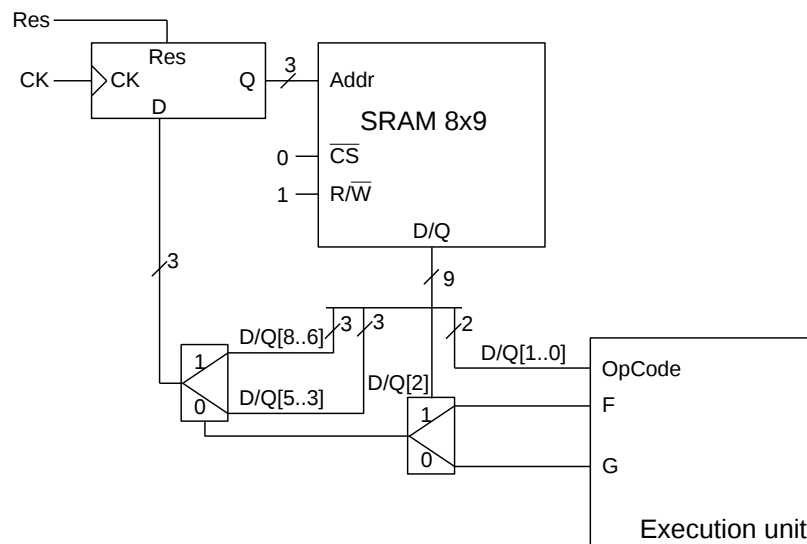 Res
Res
CK
CK
Q
3
Addr
D
SRAM 8x9
0
C̅S̅
1
R/W̅
D/Q
3
9
3
3
2
D/Q[8..6]
D/Q[1..0]
1
OpCode
D/Q[2]
D/Q[5..3]
0
1
F
0
G
Execution unit